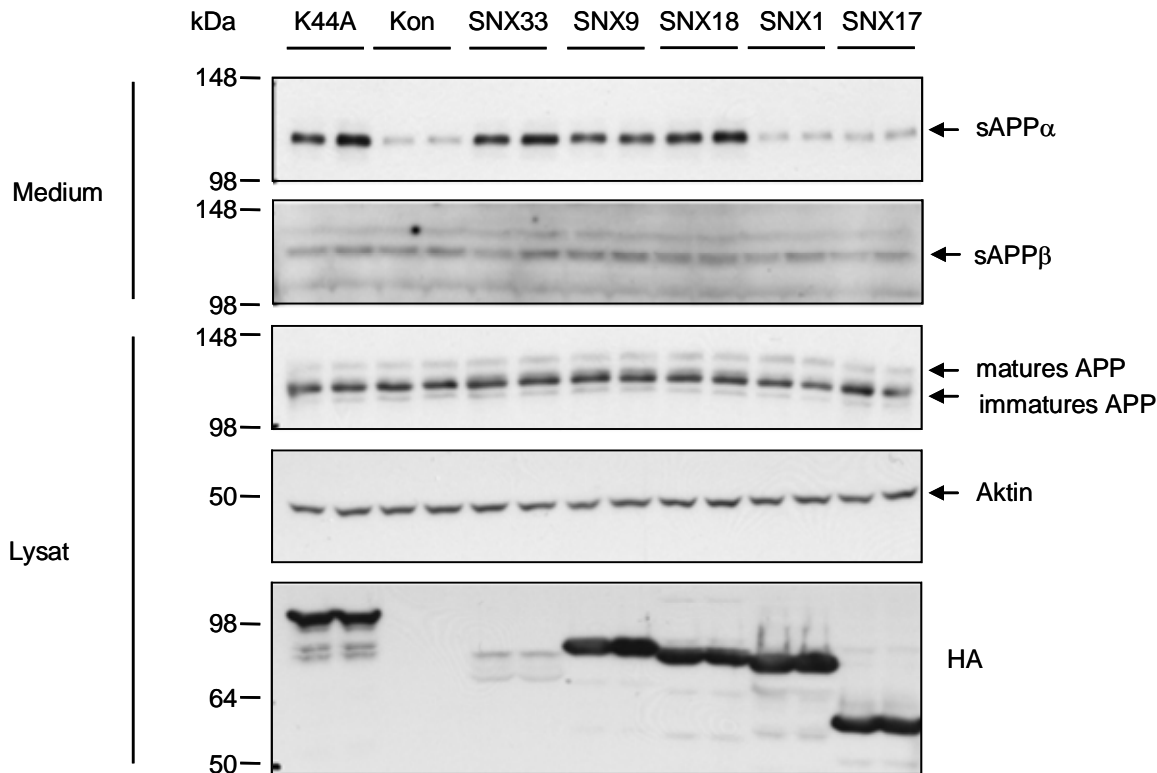 kDa K44A Kon SNX33 SNX9 SNX18 SNX1 SNX17
148
sAPPα
98
Medium
148
sAPPβ
98
148
matures APP
immatures APP
98
50
Aktin
Lysat
98
HA
64
50